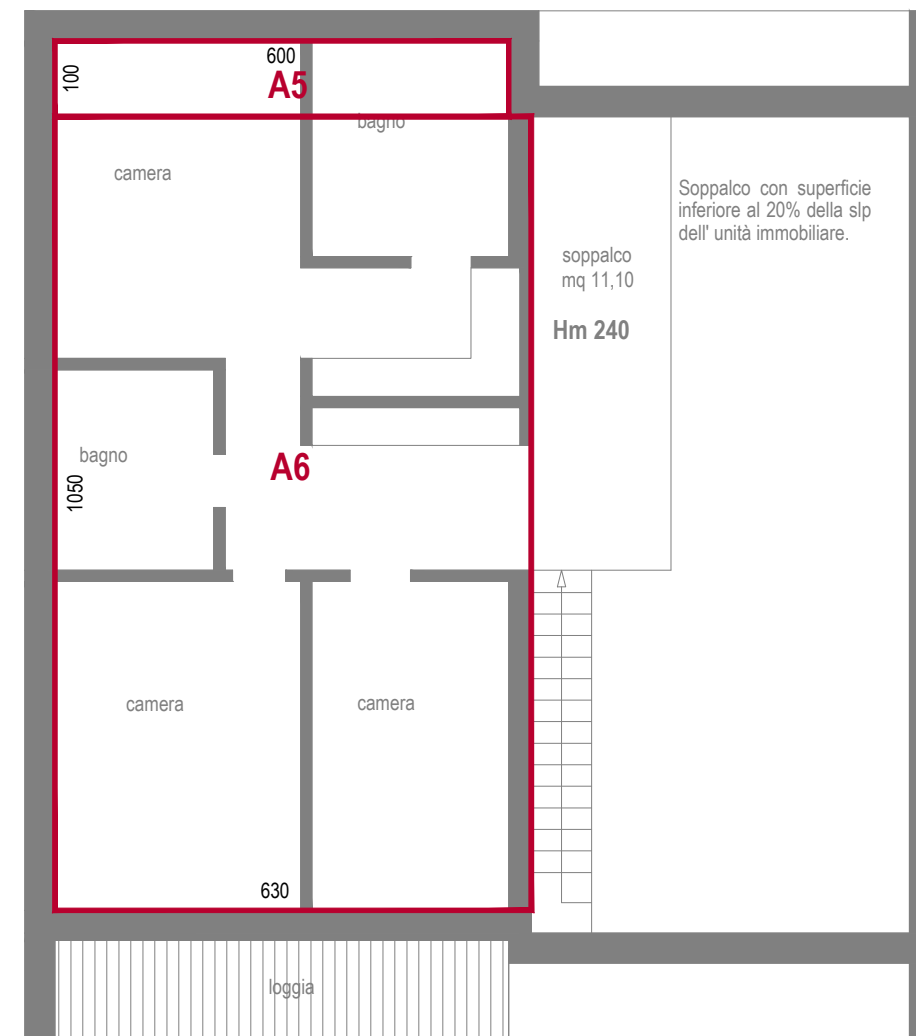 600
100
A5
bagno
camera
Soppalco con superficie
inferiore al 20% della slp
dell' unità immobiliare.
soppalco
mq 11,10
Hm 240
bagno
A6
1050
camera
camera
630
loggia